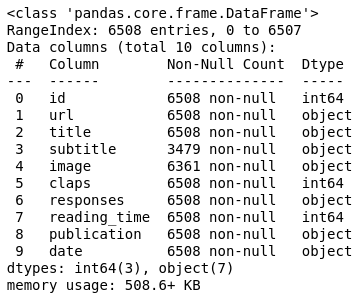 <class 'pandas.core.frame.DataFrame'>
RangeIndex: 6508 entries, 0 to 6507
Data columns (total 10 columns):
 #   Column        Non-Null Count  Dtype
---  ------        --------------  -----
 0   id            6508 non-null   int64
 1   url           6508 non-null   object
 2   title         6508 non-null   object
 3   subtitle      3479 non-null   object
 4   image         6361 non-null   object
 5   claps         6508 non-null   int64
 6   responses     6508 non-null   object
 7   reading_time  6508 non-null   int64
 8   publication   6508 non-null   object
 9   date          6508 non-null   object
dtypes: int64(3), object(7)
memory usage: 508.6+ KB